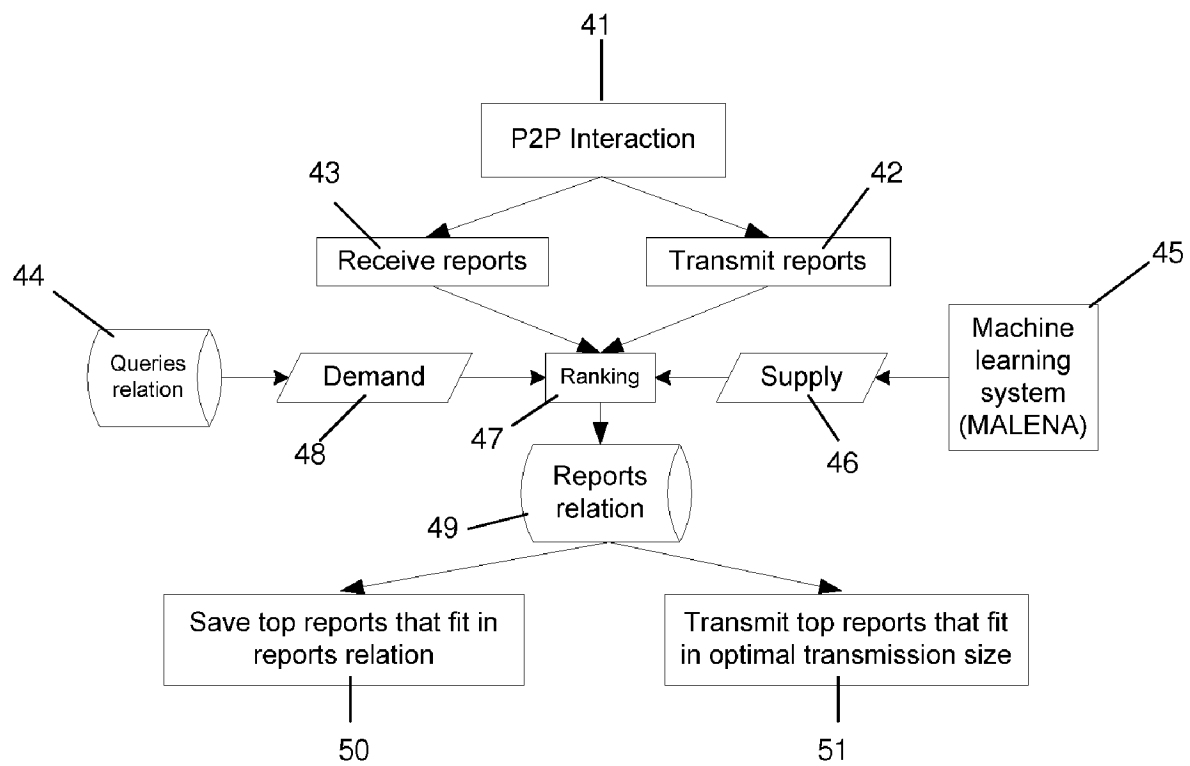 41
P2P Interaction
43
42
Receive reports
Transmit reports
44
45
Queries
relation
Demand
Ranking
Supply
Machine
learning
system
(MALENA)
48
47
46
Reports
relation
49
Save top reports that fit in
reports relation
Transmit top reports that fit
in optimal transmission size
50
51